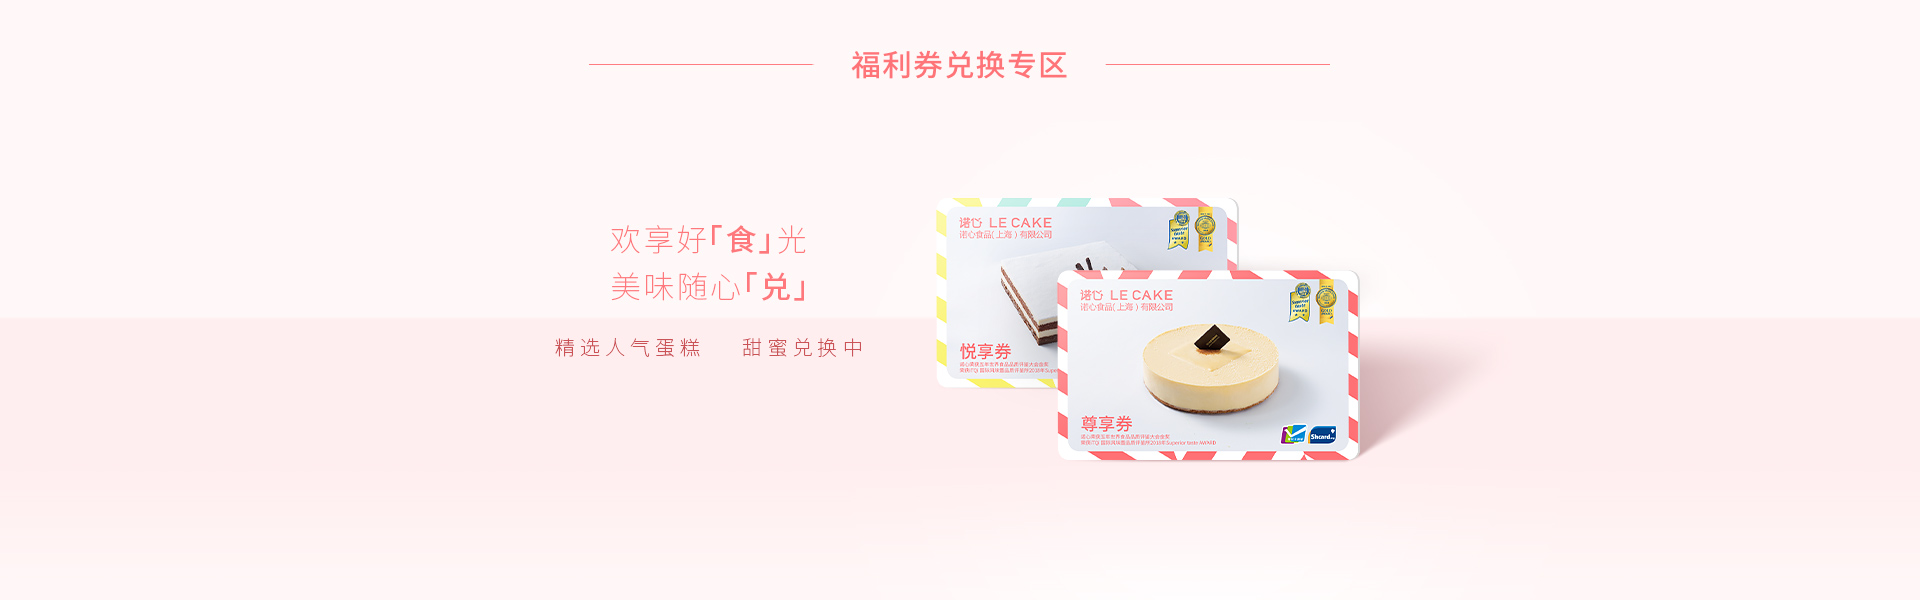 福利券兑换专区
欢享好「食」光
美味随心「兑」
精选人气蛋糕 甜蜜兑换中
诺心 LE CAKE
诺心食品(上海)有限公司
悦享券
诺心 LE CAKE
诺心食品(上海)有限公司
尊享券
Shcard